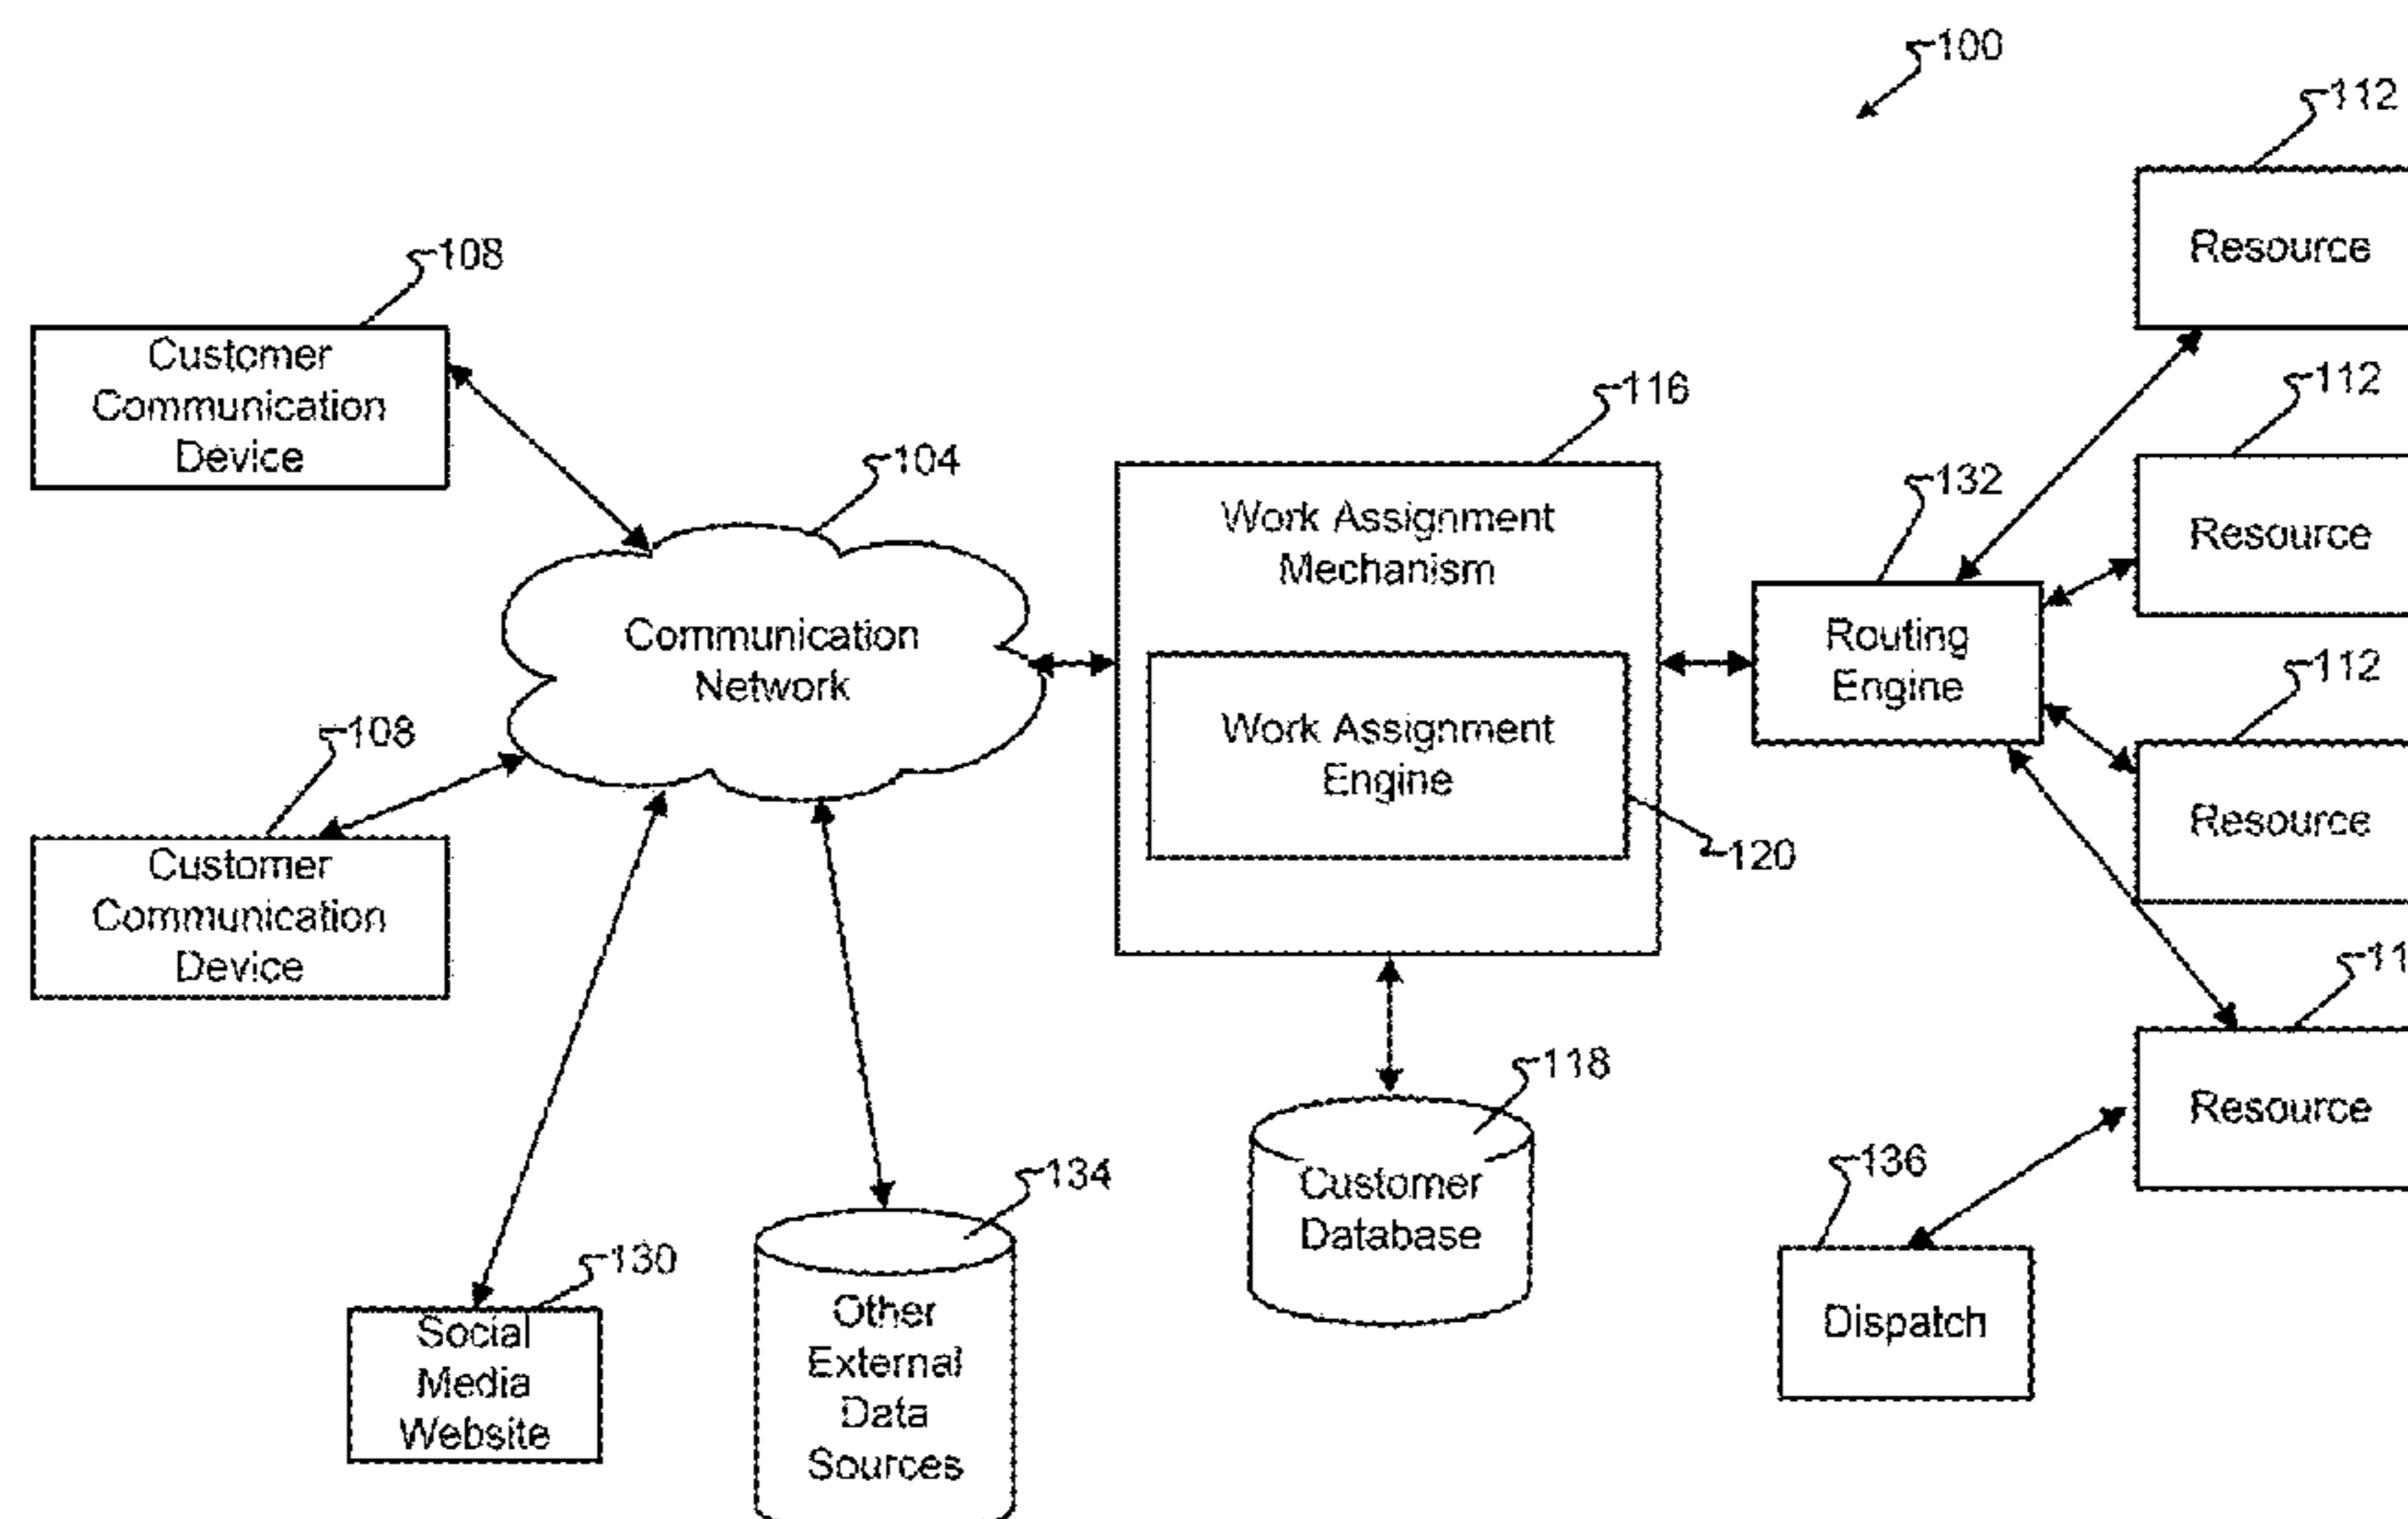 100
112
Resource
108
Customer
Communication
Device
112
Resource
116
Work Assignment
Mechanism
104
Communication
Network
132
Routing
Engine
Work Assignment
Engine
120
112
Resource
108
Customer
Communication
Device
11
Resource
118
Customer
Database
136
Dispatch
134
Other
External
Data
Sources
130
Social
Media
Website